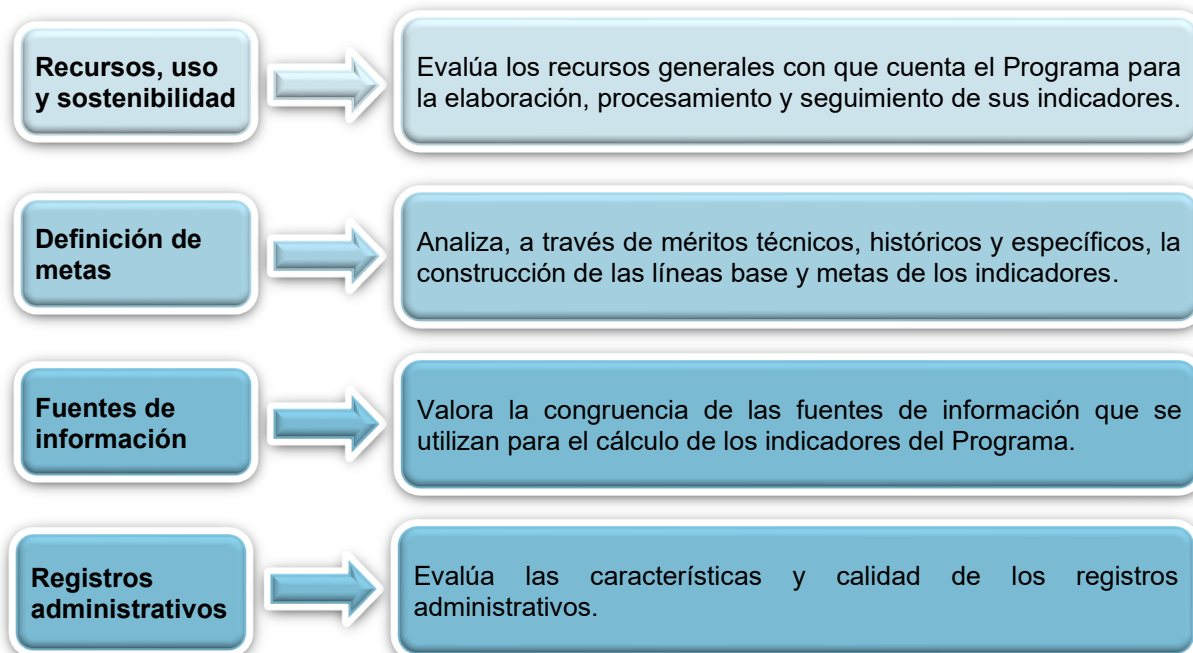 Recursos, uso
y sostenibilidad
Evalúa los recursos generales con que cuenta el Programa para
la elaboración, procesamiento y seguimiento de sus indicadores.
Definición de
metas
Analiza, a través de méritos técnicos, históricos y específicos, la
construcción de las líneas base y metas de los indicadores.
Fuentes de
información
Valora la congruencia de las fuentes de información que se
utilizan para el cálculo de los indicadores del Programa.
Registros
administrativos
Evalúa las características y calidad de los registros
administrativos.